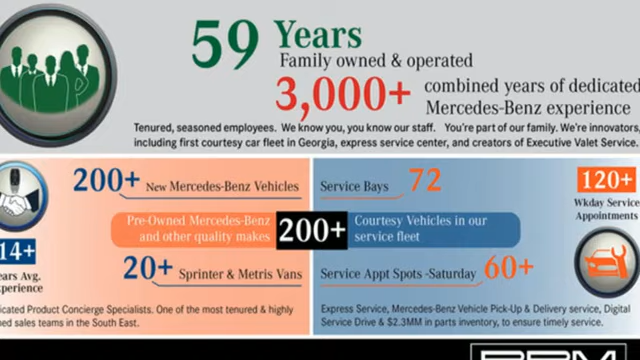 59 Years
Family owned & operated
3,000+ combined years of dedicated
Mercedes-Benz experience
Tenured, seasoned employees. We know you, you know our staff. You're part of our family. We're innovators,
including first courtesy car fleet in Georgia, express service center, and creators of Executive Valet Service.
200+ New Mercedes-Benz Vehicles
Pre-Owned Mercedes-Benz
and other quality makes
200+
20+ Sprinter & Metris Vans
14+
Avg.
Service Bays 72
Courtesy Vehicles in our
service fleet
Service Appt Spots -Saturday 60+
120+
Wkday Service
Appointments
Product Concierge Specialists. One of the most tenured & highly
sales teams in the South East.
Express Service, Mercedes-Benz Vehicle Pick-Up & Delivery service, Digital
Service Drive & $2.3MM in parts inventory, to ensure timely service.